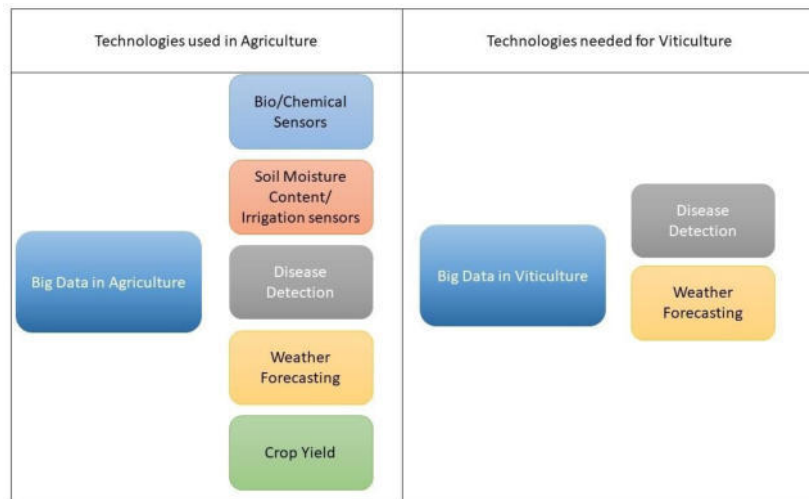 Technologies used in Agriculture
Technologies needed for Viticulture
Big Data in Agriculture
Bio/Chemical
Sensors
Soil Moisture
Content/
Irrigation sensors
Disease
Detection
Weather
Forecasting
Crop Yield
Big Data in Viticulture
Disease
Detection
Weather
Forecasting